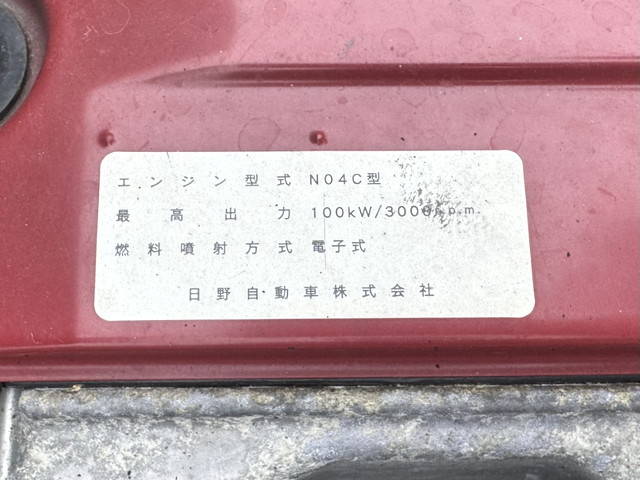 エンジン型式 N04C型
最高出力 100kW/3000r.p.m.
燃料噴射方式 電子式
日野自動車株式会社